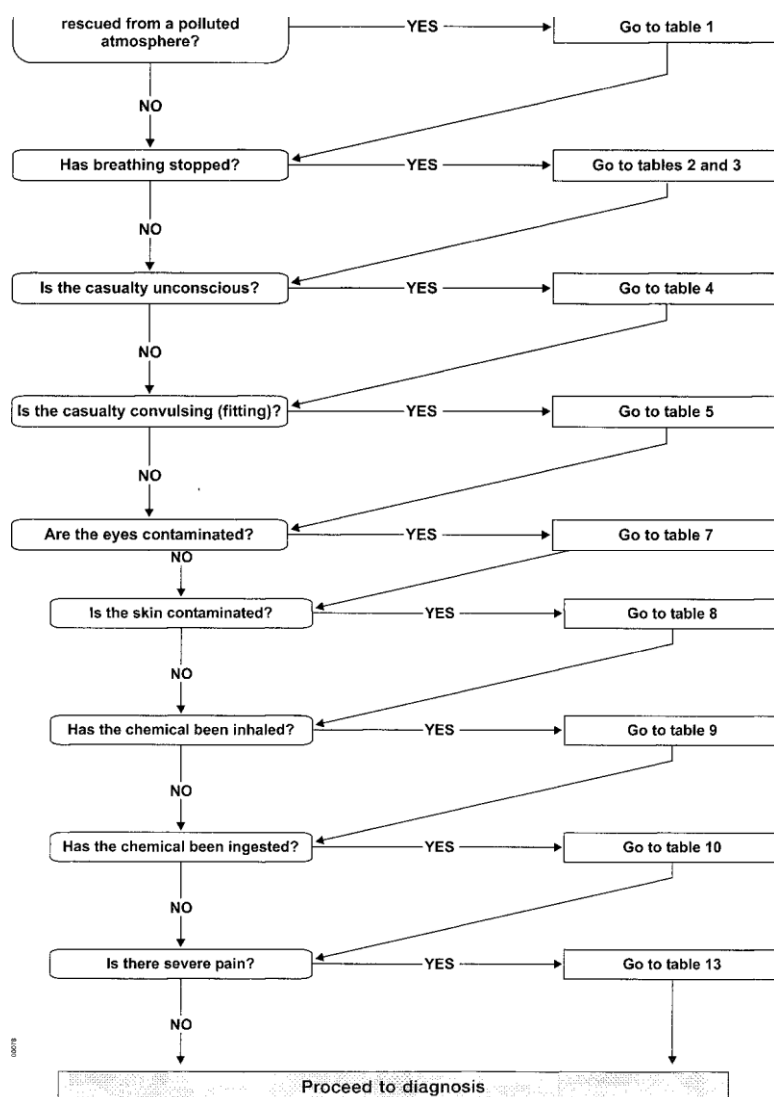 rescued from a polluted
atmosphere?
YES
Go to table 1
NO
Has breathing stopped?
YES
Go to tables 2 and 3
NO
Is the casualty unconscious?
YES
Go to table 4
NO
Is the casualty convulsing (fitting)?
YES
Go to table 5
NO
Are the eyes contaminated?
YES
Go to table 7
NO
Is the skin contaminated?
YES
Go to table 8
NO
Has the chemical been inhaled?
YES
Go to table 9
NO
Has the chemical been ingested?
YES
Go to table 10
NO
Is there severe pain?
YES
Go to table 13
NO
Proceed to diagnosis